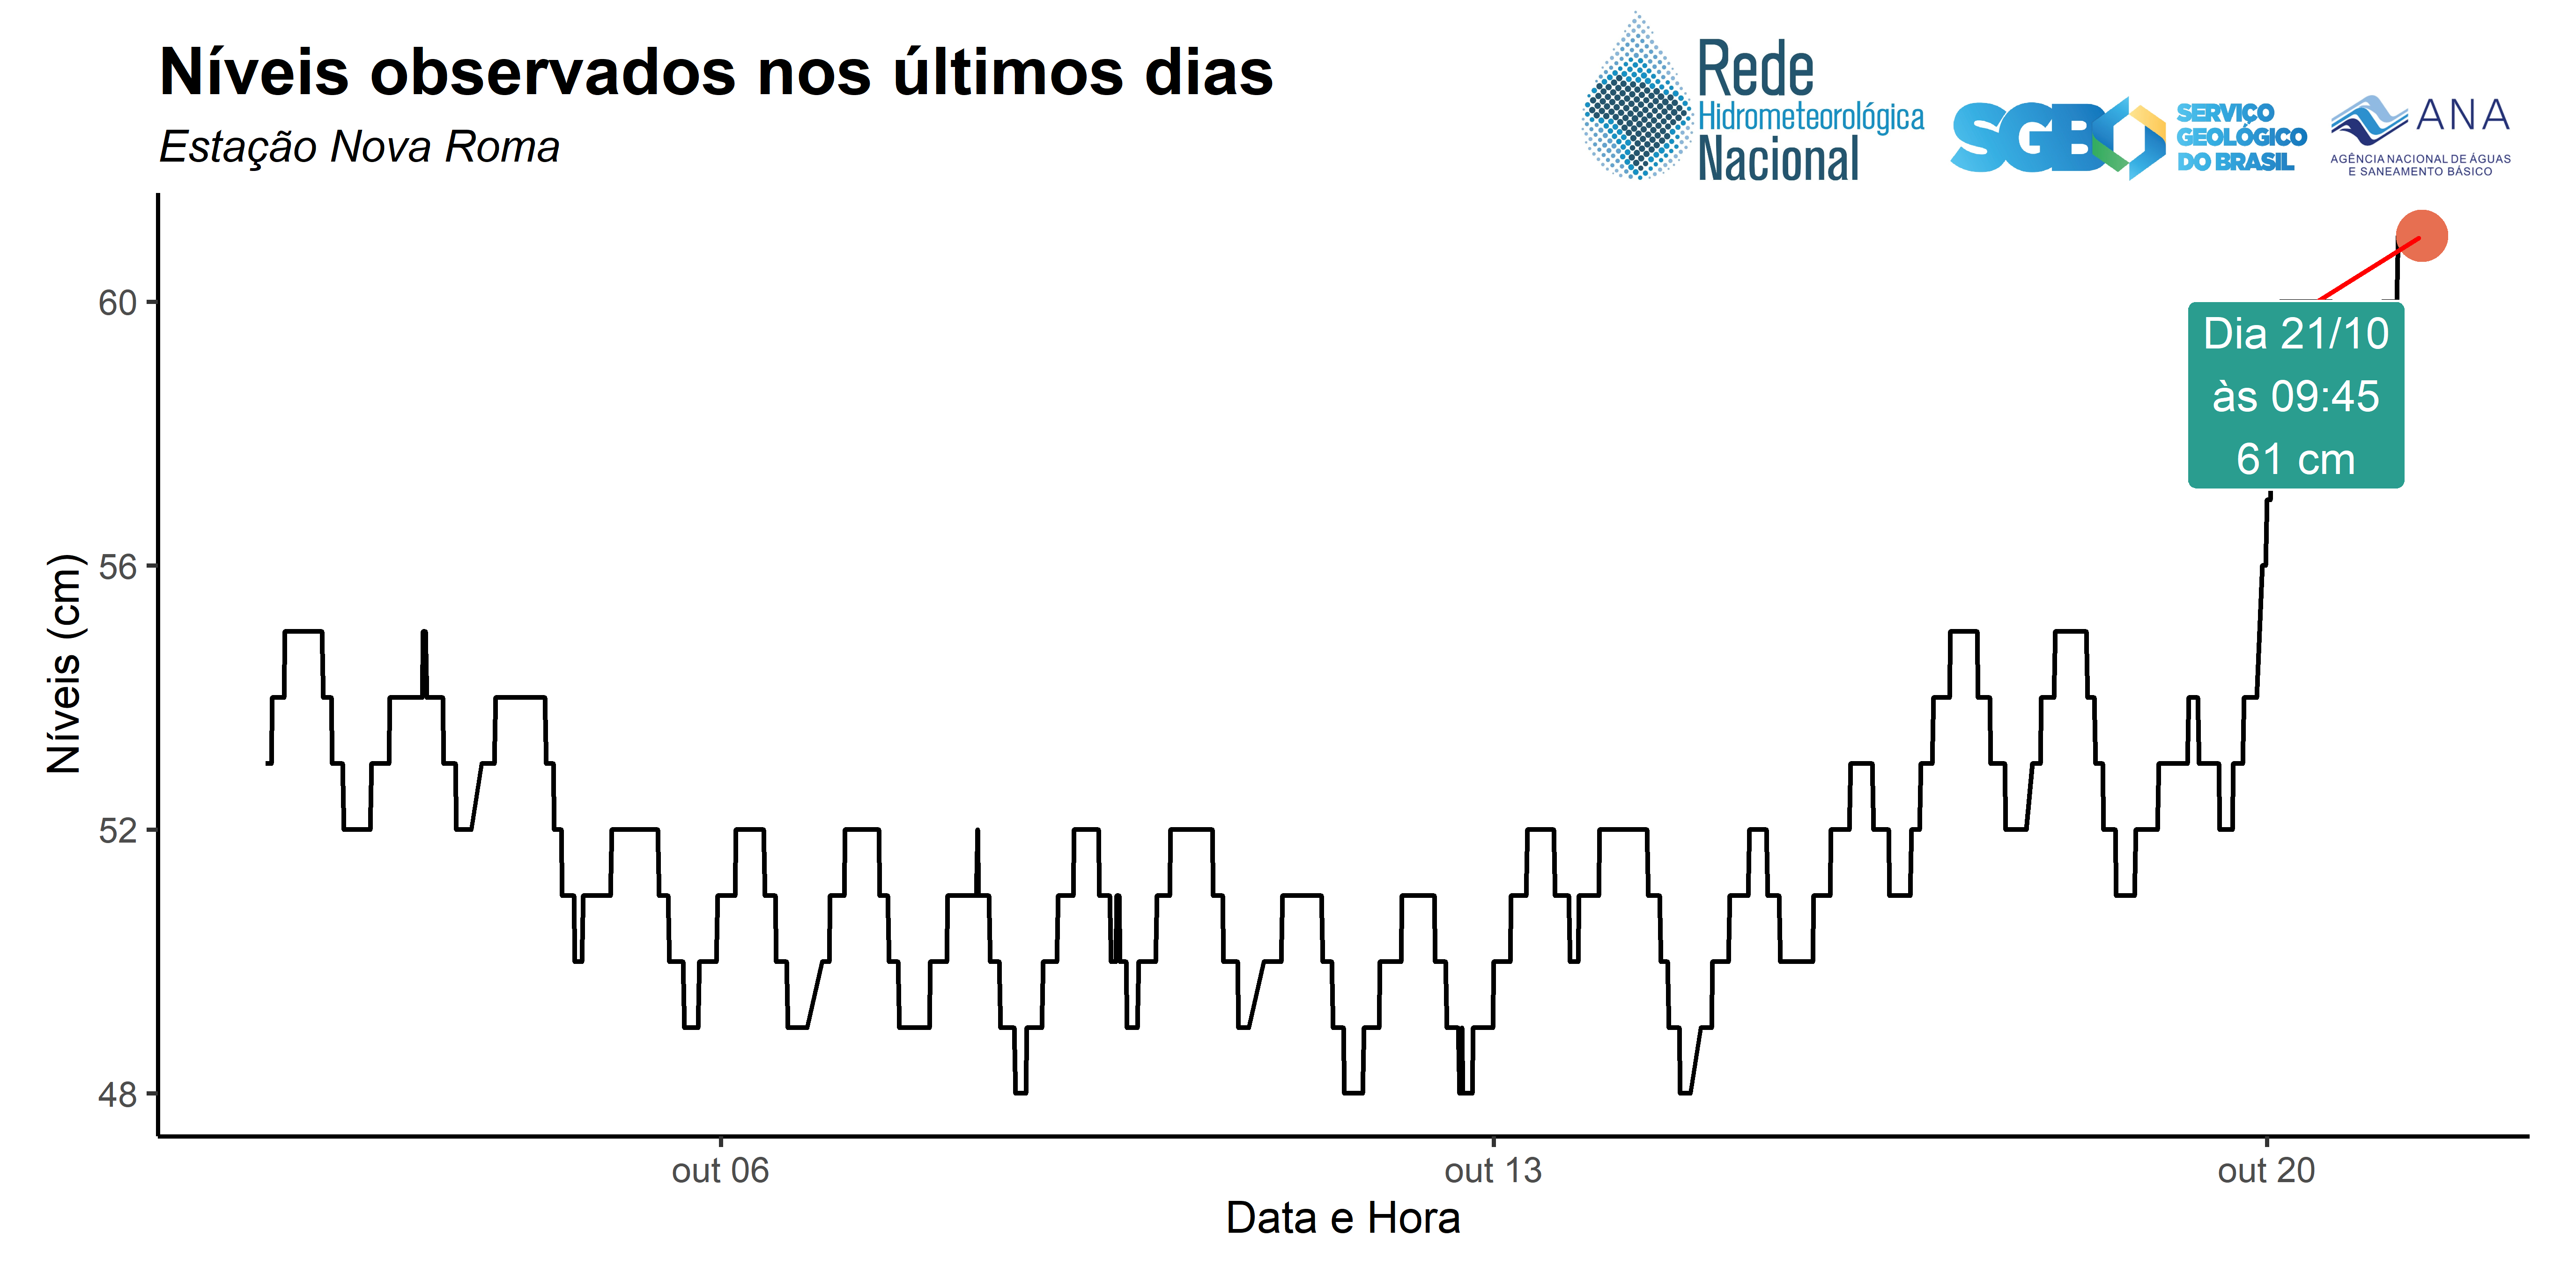 Níveis observados nos últimos dias
Estação Nova Roma
Rede
Hidrometeorológica
Nacional
SGB
SERVIÇO
GEOLÓGICO
DO BRASIL
ANA
AGÊNCIA NACIONAL DE ÁGUAS
E SANEAMENTO BÁSICO
60
56
52
48
Níveis (cm)
Dia 21/10
às 09:45
61 cm
out 06
out 13
out 20
Data e Hora